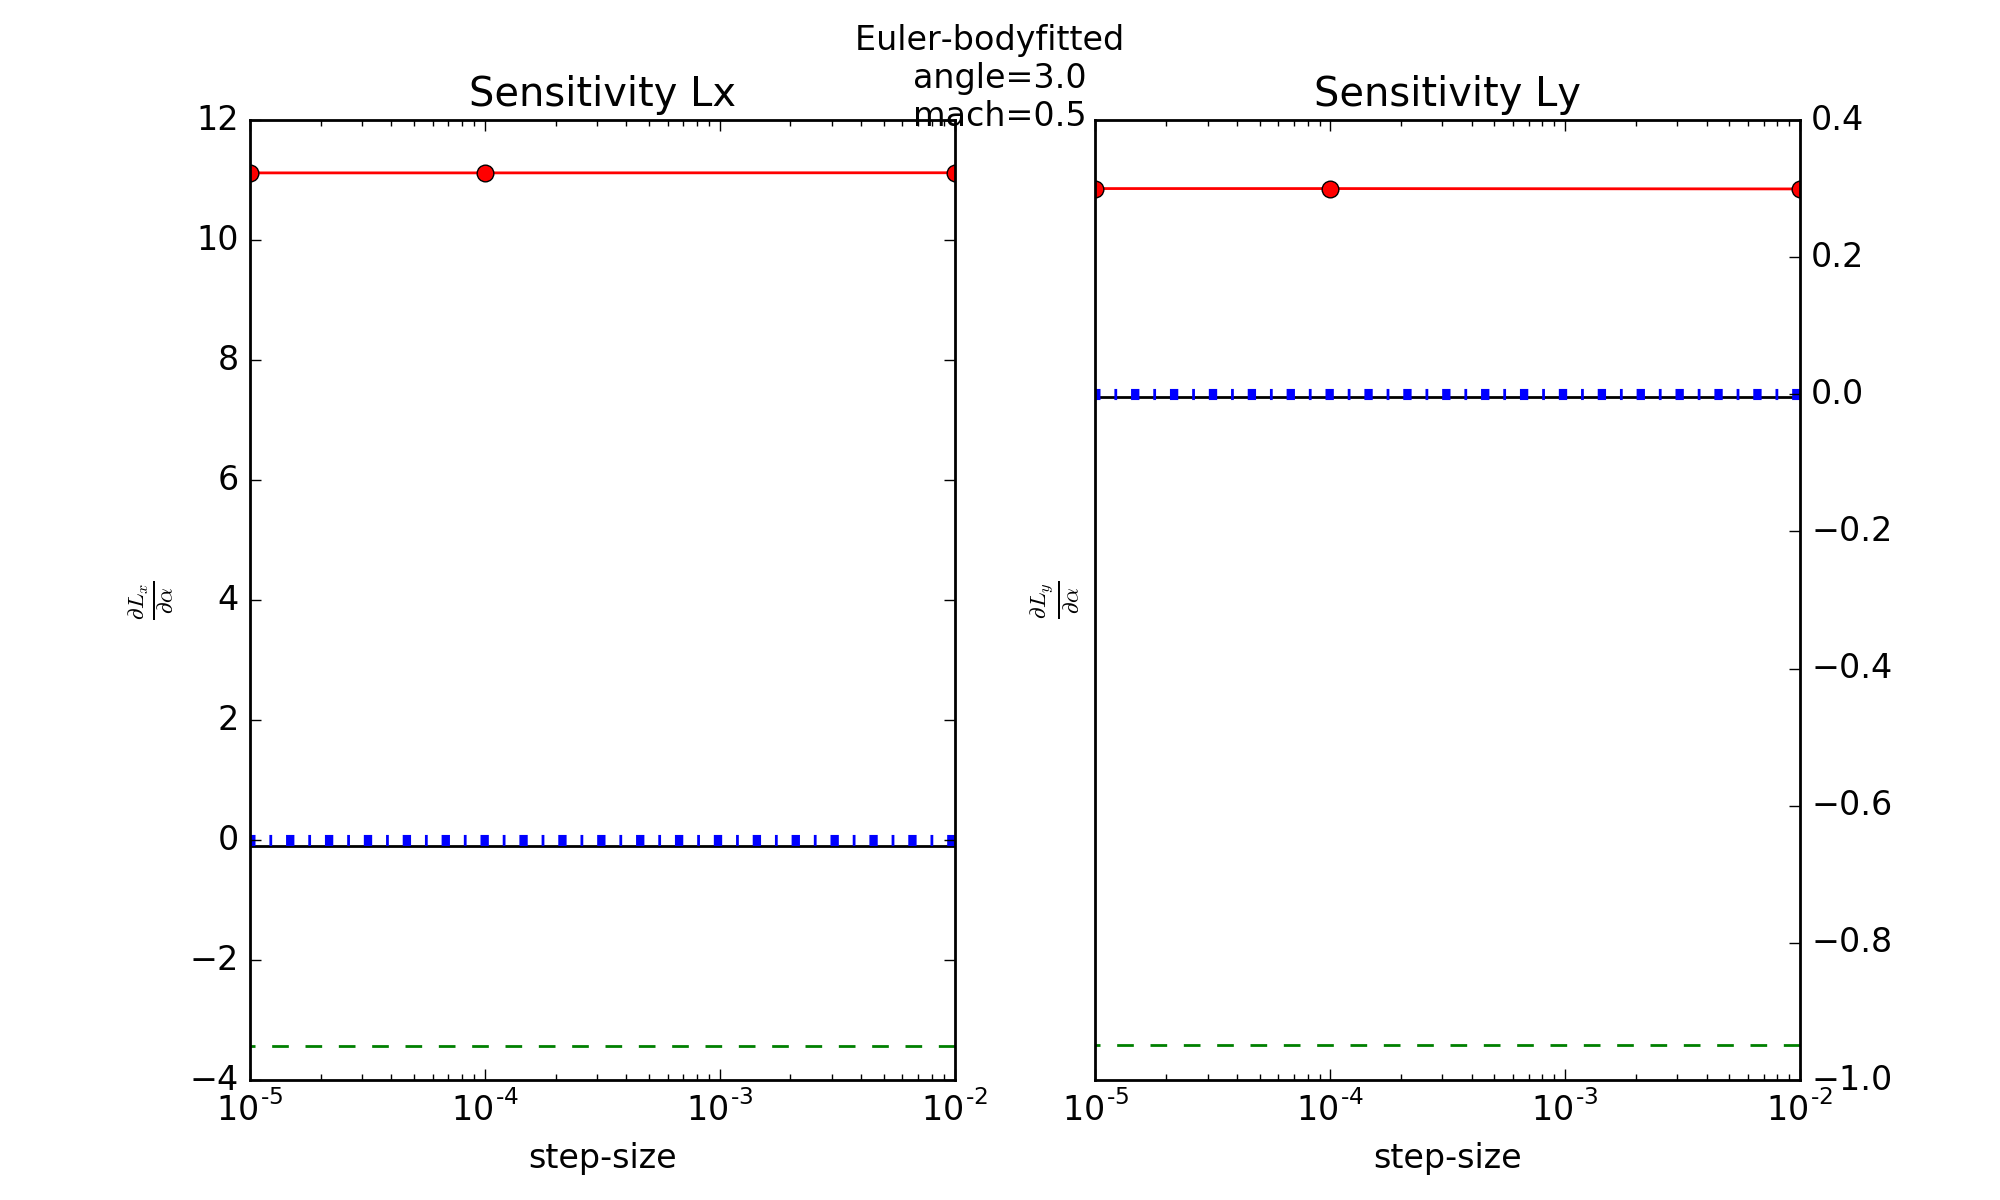 Euler-bodyfitted
angle=3.0
mach=0.5
Sensitivity Lx
12
10
8
6
4
2
0
−2
−4
∂Lₓ/∂α
10⁻⁵ 10⁻⁴ 10⁻³ 10⁻²
step-size
Sensitivity Ly
∂L_y/∂α
0.4
0.2
0.0
−0.2
−0.4
−0.6
−0.8
−1.0
10⁻⁵ 10⁻⁴ 10⁻³ 10⁻²
step-size